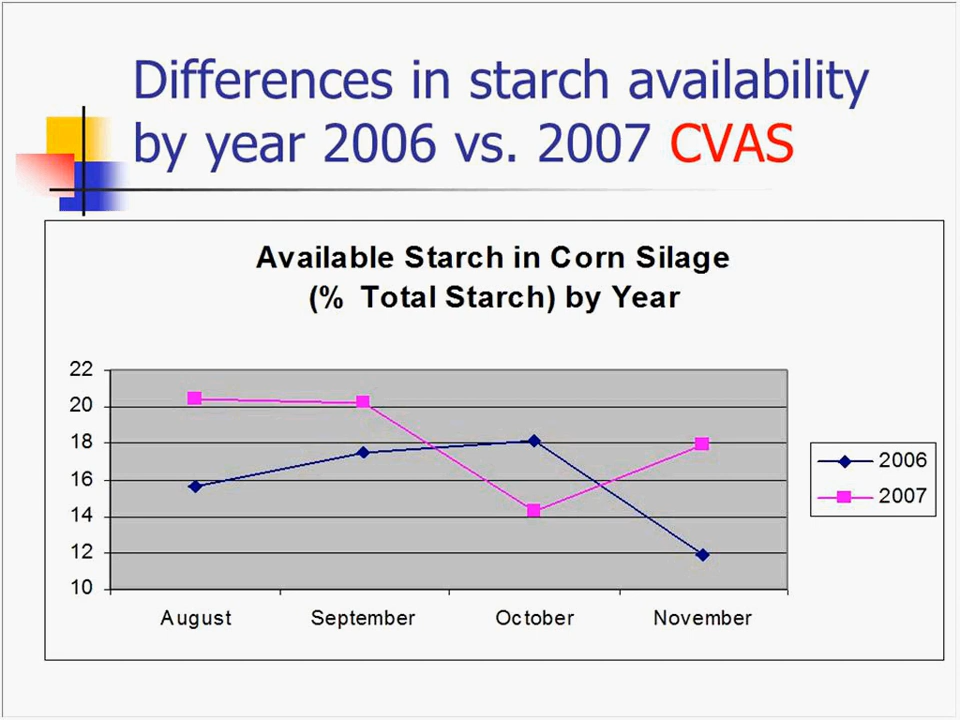 Differences in starch availability
by year 2006 vs. 2007 CVAS
Available Starch in Corn Silage
(% Total Starch) by Year
22
20
18
16
14
12
10
August September October November
2006
2007